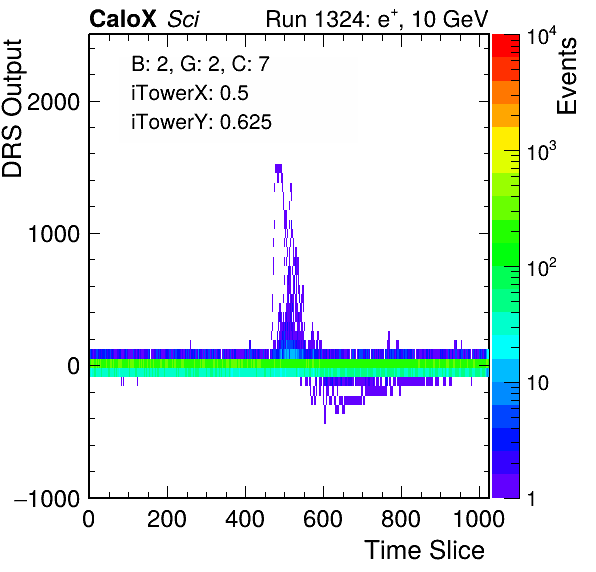 CaloX Sci
Run 1324: e⁺, 10 GeV
B: 2, G: 2, C: 7
iTowerX: 0.5
iTowerY: 0.625
DRS Output
2000
1000
0
−1000
0 200 400 600 800 1000
Time Slice
Events
10⁴
10³
10²
10
1